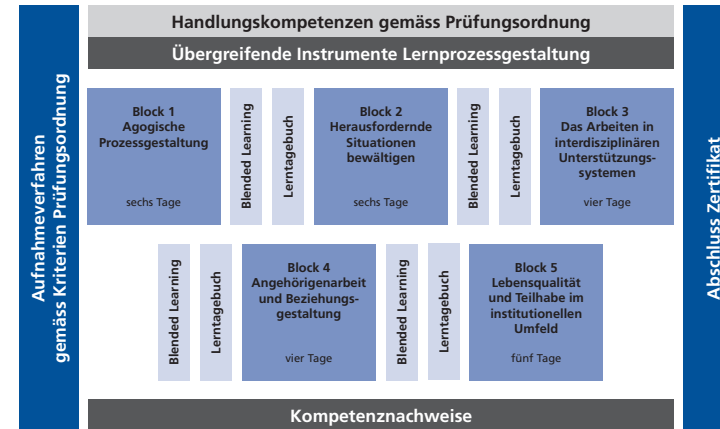 Handlungskompetenzen gemäss Prüfungsordnung
Übergreifende Instrumente Lernprozessgestaltung
Aufnahmeverfahren
gemäss Kriterien Prüfungsordnung
Block 1
Agogische
Prozessgestaltung
sechs Tage
Blended Learning
Lerntagebuch
Block 2
Herausfordernde
Situationen
bewältigen
sechs Tage
Blended Learning
Lerntagebuch
Block 3
Das Arbeiten in
interdisziplinären
Unterstützungs-
systemen
vier Tage
Blended Learning
Lerntagebuch
Block 4
Angehörigenarbeit
und Beziehungs-
gestaltung
vier Tage
Blended Learning
Lerntagebuch
Block 5
Lebensqualität
und Teilhabe im
institutionellen
Umfeld
fünf Tage
Abschluss Zertifikat
Kompetenznachweise